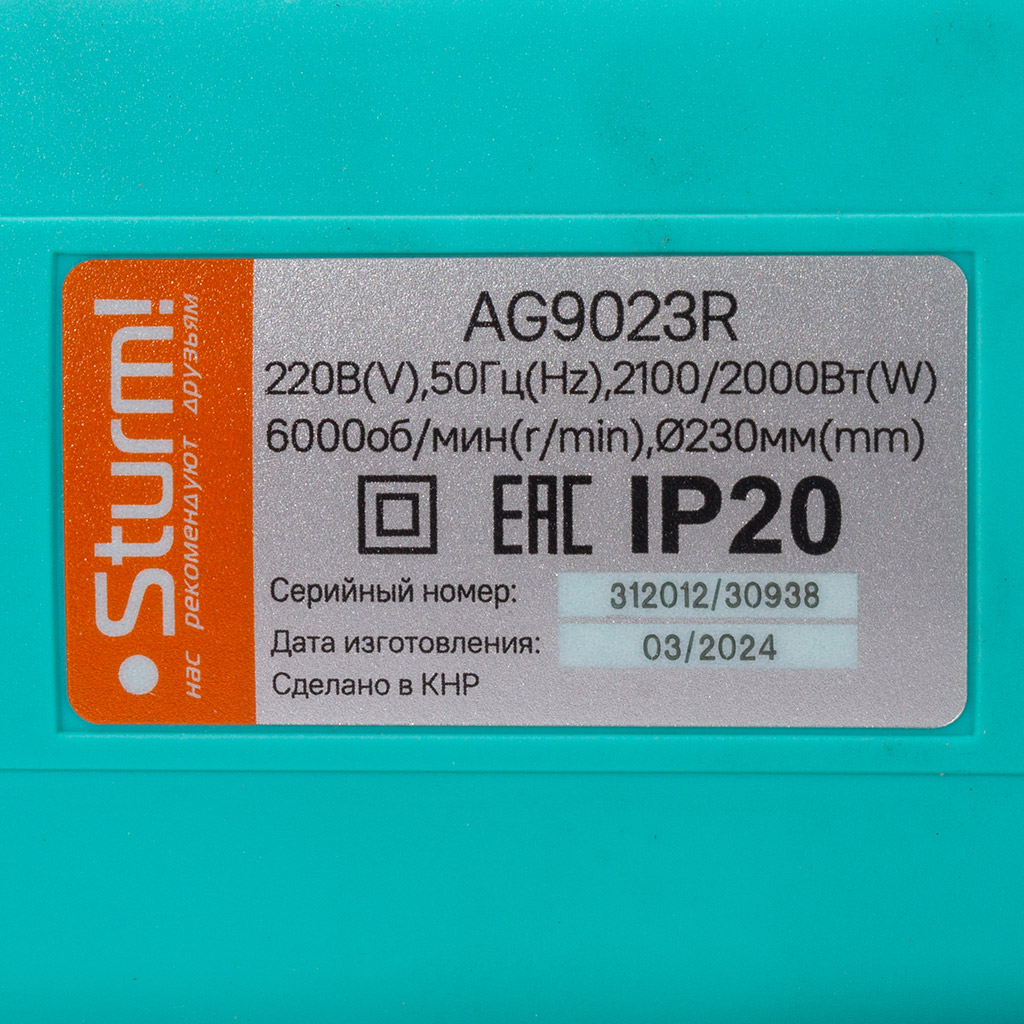 Sturm!
нас рекомендуют друзьям
AG9023R
220В(V),50Гц(Hz),2100/2000Вт(W)
6000об/мин(r/min),Ø230мм(mm)
EAC IP20
Серийный номер: 312012/30938
Дата изготовления: 03/2024
Сделано в КНР